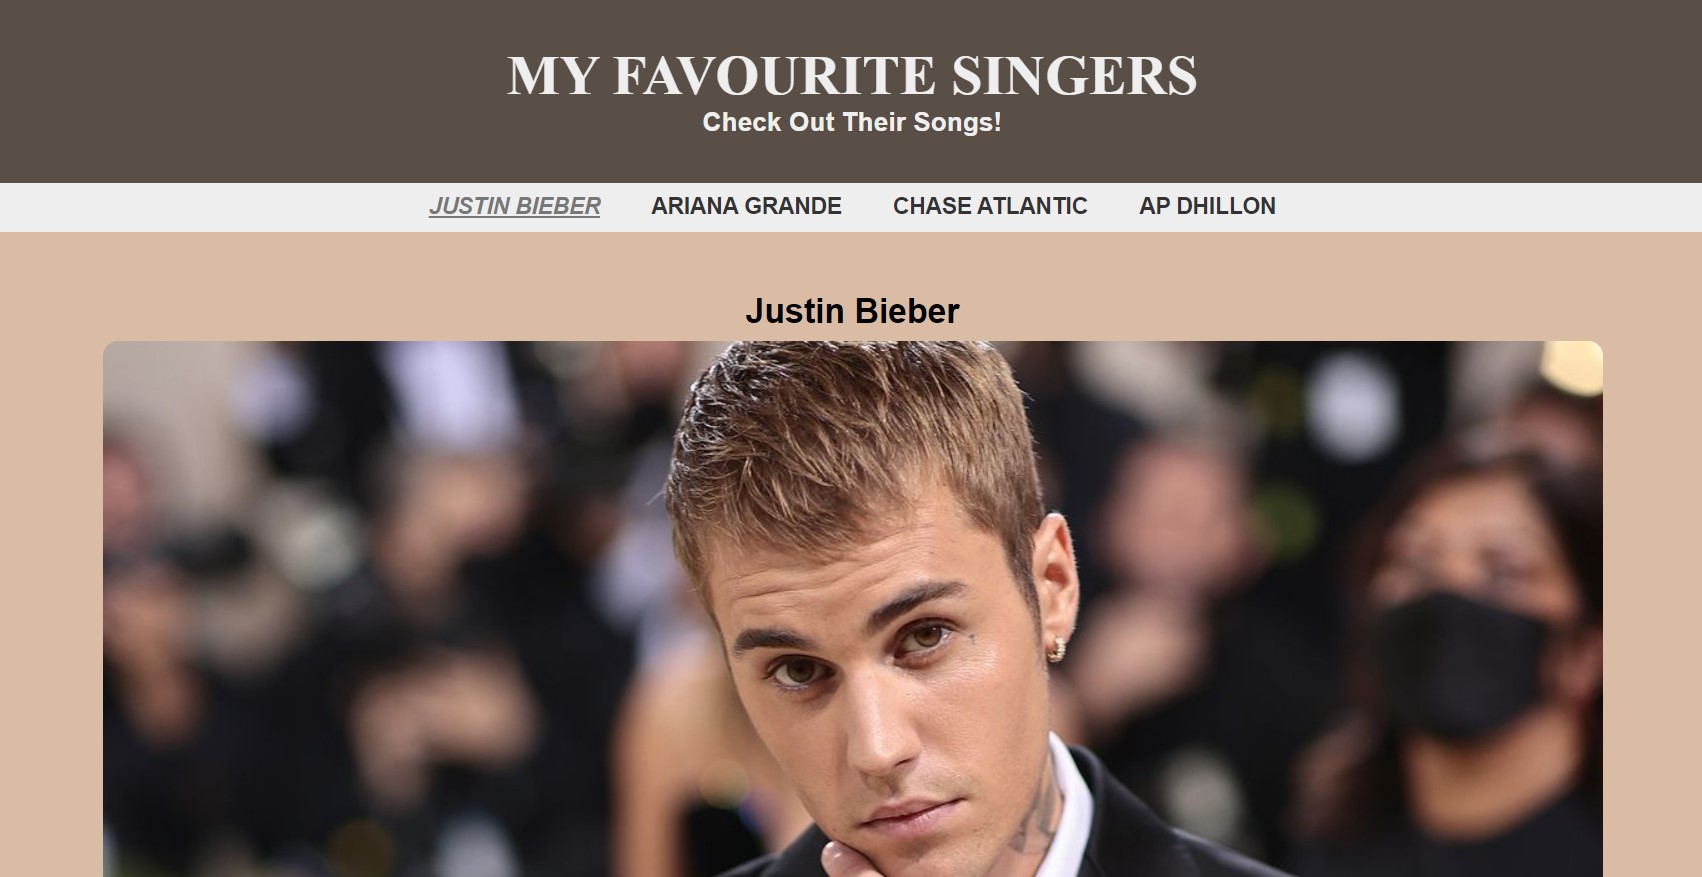 MY FAVOURITE SINGERS
Check Out Their Songs!
JUSTIN BIEBER ARIANA GRANDE CHASE ATLANTIC AP DHILLON
Justin Bieber